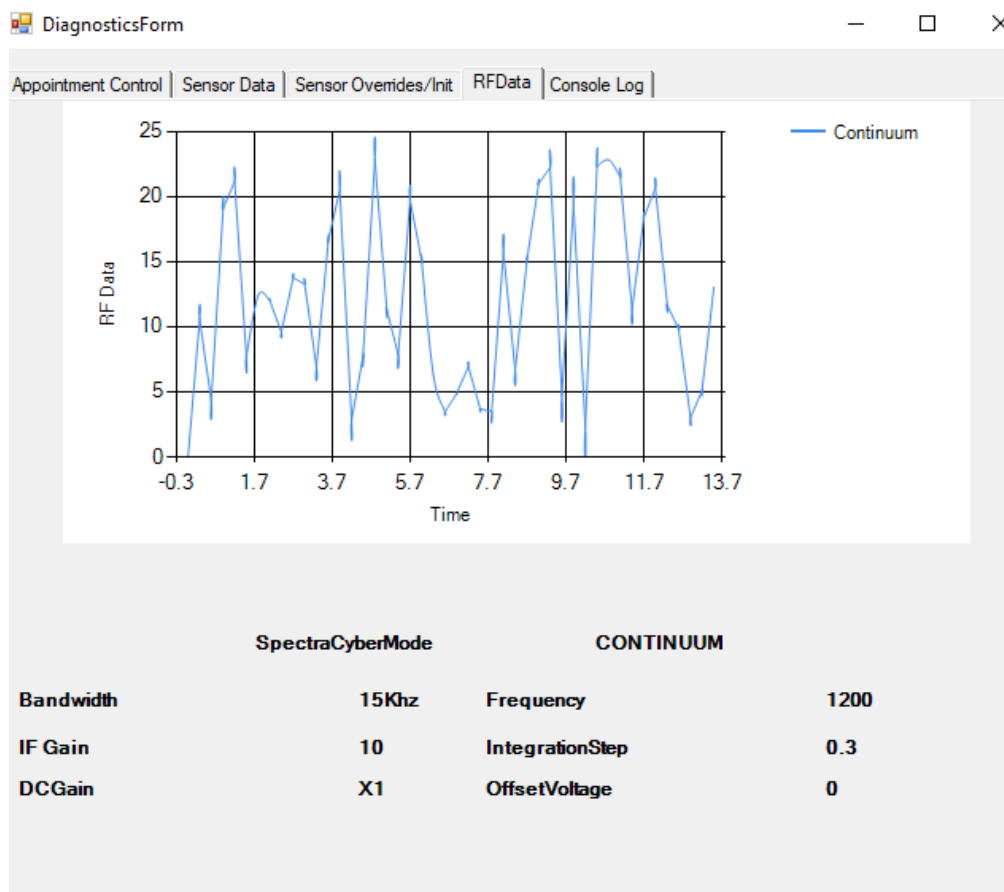 DiagnosticsForm
Appointment Control Sensor Data Sensor Overrides/Init RFData Console Log
Continuum
25
20
15
10
5
0
RF Data
-0.3 1.7 3.7 5.7 7.7 9.7 11.7 13.7
Time
SpectraCyberMode CONTINUUM
Bandwidth 15Khz Frequency 1200
IF Gain 10 IntegrationStep 0.3
DCGain X1 OffsetVoltage 0